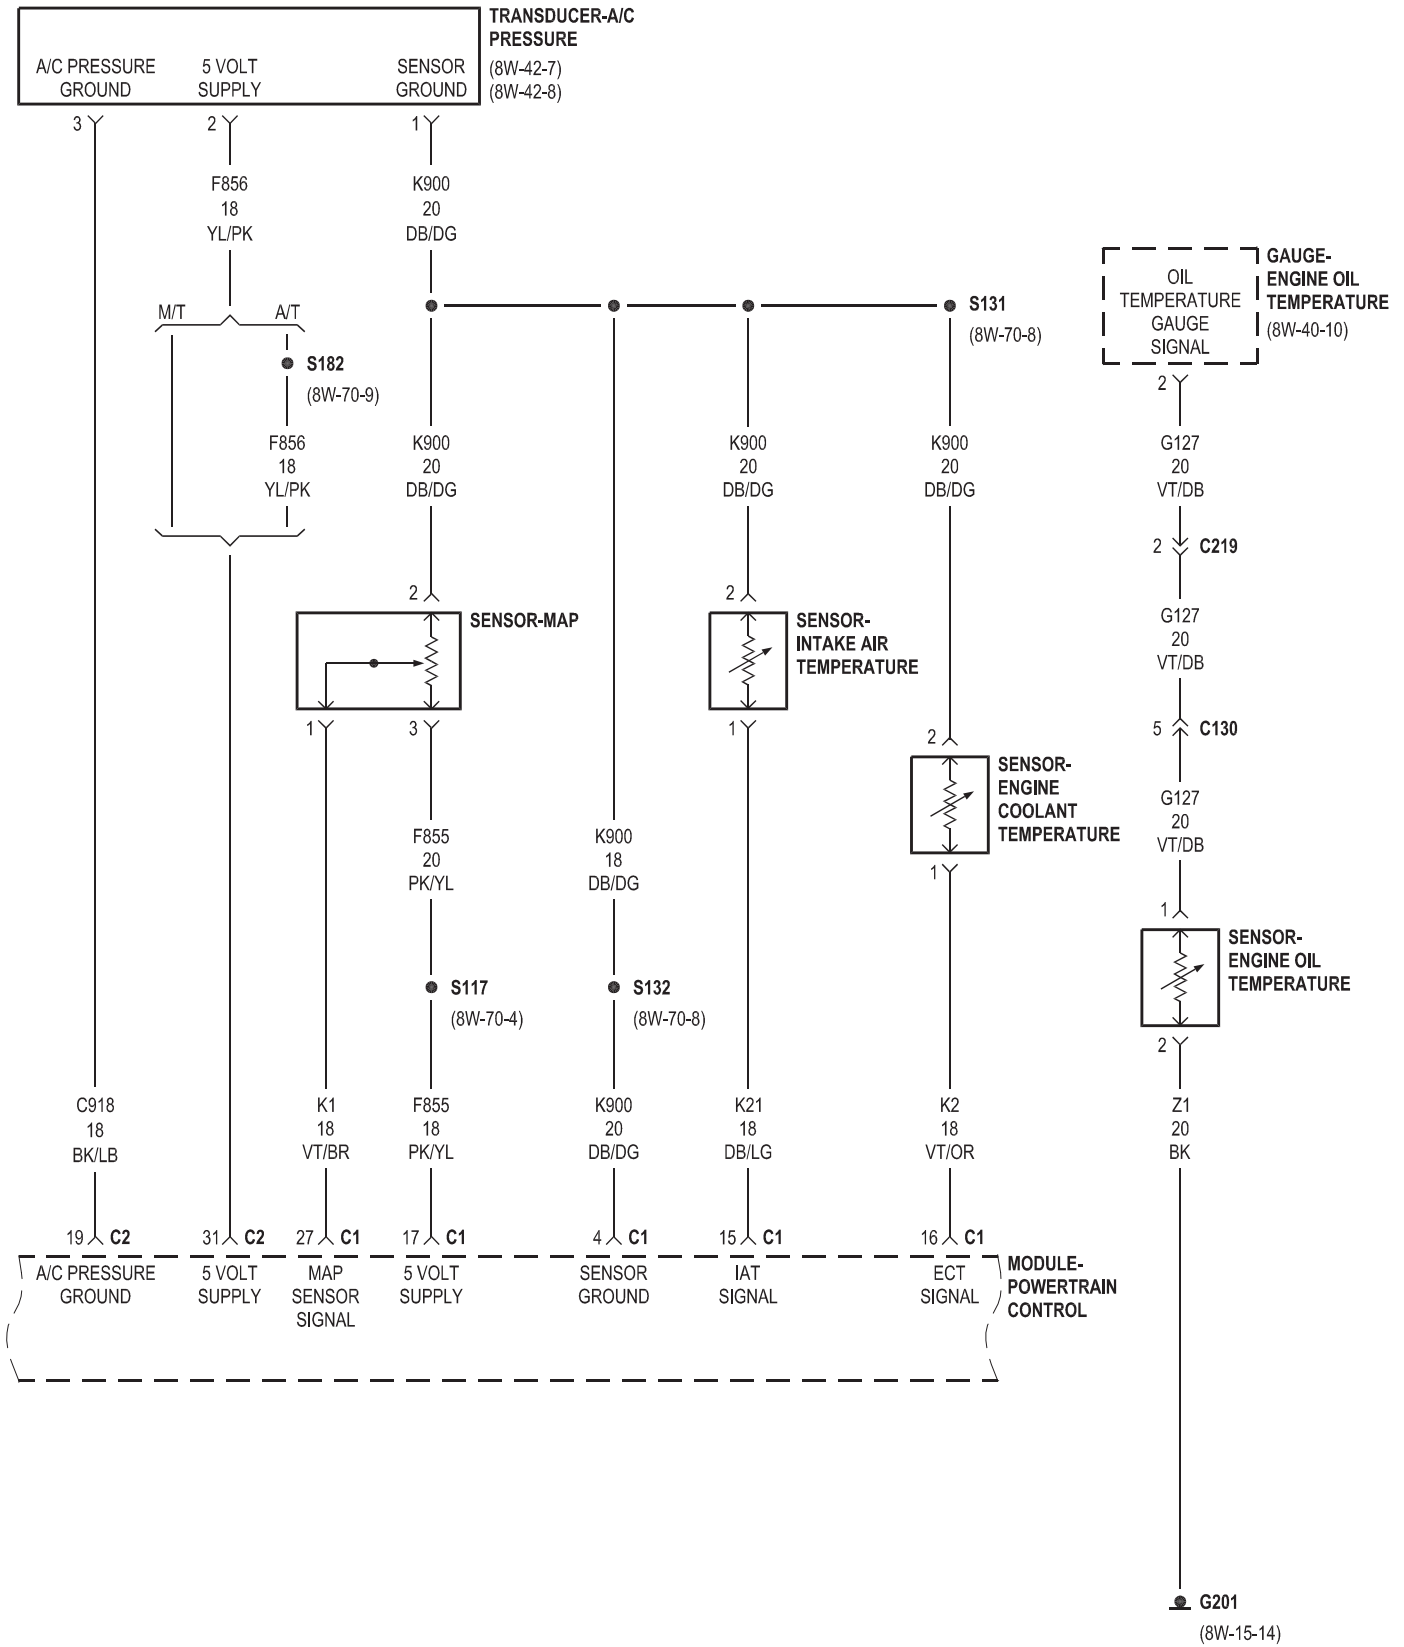 TRANSDUCER-A/C
PRESSURE
(8W-42-7)
(8W-42-8)
A/C PRESSURE
GROUND
5 VOLT
SUPPLY
SENSOR
GROUND
3
2
1
F856
18
YL/PK
K900
20
DB/DG
M/T
A/T
S182
(8W-70-9)
F856
18
YL/PK
S131
(8W-70-8)
OIL
TEMPERATURE
GAUGE
SIGNAL
GAUGE-
ENGINE OIL
TEMPERATURE
(8W-40-10)
2
K900
20
DB/DG
K900
20
DB/DG
K900
20
DB/DG
G127
20
VT/DB
2
C219
G127
20
VT/DB
5
C130
G127
20
VT/DB
1
2
SENSOR-MAP
1
3
2
SENSOR-
INTAKE AIR
TEMPERATURE
1
2
SENSOR-
ENGINE
COOLANT
TEMPERATURE
1
SENSOR-
ENGINE OIL
TEMPERATURE
2
F855
20
PK/YL
K900
18
DB/DG
S117
(8W-70-4)
S132
(8W-70-8)
C918
18
BK/LB
K1
18
VT/BR
F855
18
PK/YL
K900
20
DB/DG
K21
18
DB/LG
K2
18
VT/OR
Z1
20
BK
19 C2
31 C2
27 C1
17 C1
4 C1
15 C1
16 C1
A/C PRESSURE
GROUND
5 VOLT
SUPPLY
MAP
SENSOR
SIGNAL
5 VOLT
SUPPLY
SENSOR
GROUND
IAT
SIGNAL
ECT
SIGNAL
MODULE-
POWERTRAIN
CONTROL
G201
(8W-15-14)